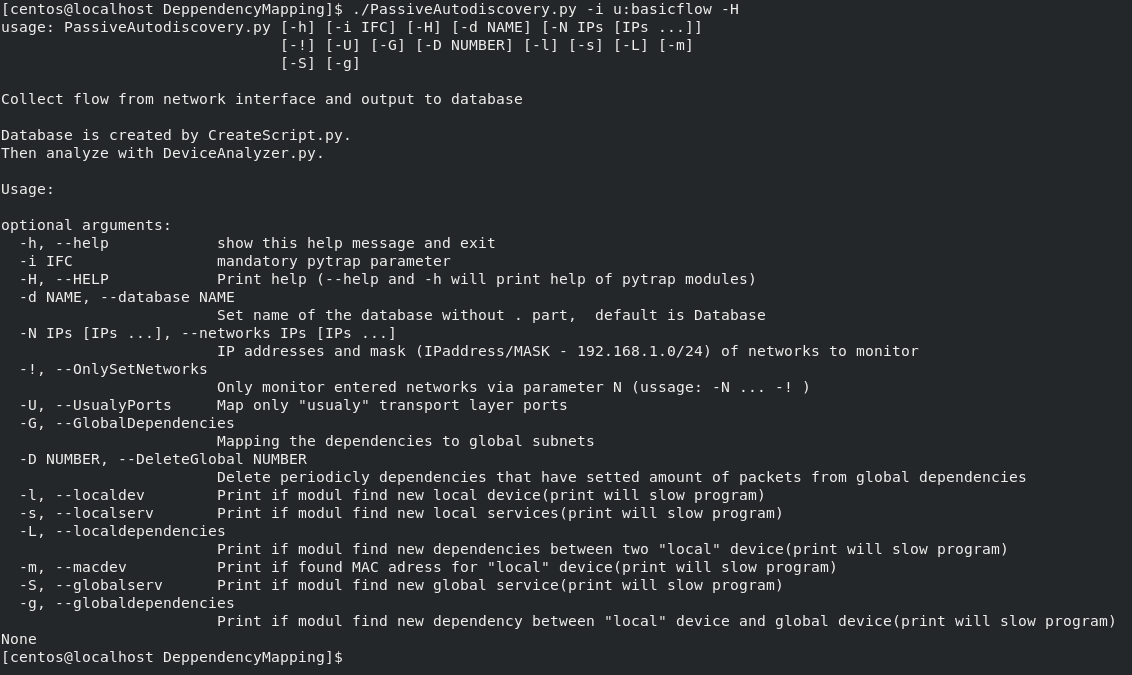 [centos@localhost DeppendencyMapping]$ ./PassiveAutodiscovery.py -i u:basicflow -H
usage: PassiveAutodiscovery.py [-h] [-i IFC] [-H] [-d NAME] [-N IPs [IPs ...]]
                               [-!] [-U] [-G] [-D NUMBER] [-l] [-s] [-L] [-m]
                               [-S] [-g]

Collect flow from network interface and output to database

Database is created by CreateScript.py.
Then analyze with DeviceAnalyzer.py.

Usage:

optional arguments:
  -h, --help            show this help message and exit
  -i IFC                mandatory pytrap parameter
  -H, --HELP            Print help (--help and -h will print help of pytrap modules)
  -d NAME, --database NAME
                        Set name of the database without . part,  default is Database
  -N IPs [IPs ...], --networks IPs [IPs ...]
                        IP addresses and mask (IPaddress/MASK - 192.168.1.0/24) of networks to monitor
  -!, --OnlySetNetworks
                        Only monitor entered networks via parameter N (ussage: -N ... -! )
  -U, --UsualyPorts     Map only "usualy" transport layer ports
  -G, --GlobalDependencies
                        Mapping the dependencies to global subnets
  -D NUMBER, --DeleteGlobal NUMBER
                        Delete periodicly dependencies that have setted amount of packets from global dependencies
  -l, --localdev        Print if modul find new local device(print will slow program)
  -s, --localserv       Print if modul find new local services(print will slow program)
  -L, --localdependencies
                        Print if modul find new dependencies between two "local" device(print will slow program)
  -m, --macdev          Print if found MAC adress for "local" device(print will slow program)
  -S, --globalserv      Print if modul find new global service(print will slow program)
  -g, --globaldependencies
                        Print if modul find new dependency between "local" device and global device(print will slow program)
None
[centos@localhost DeppendencyMapping]$